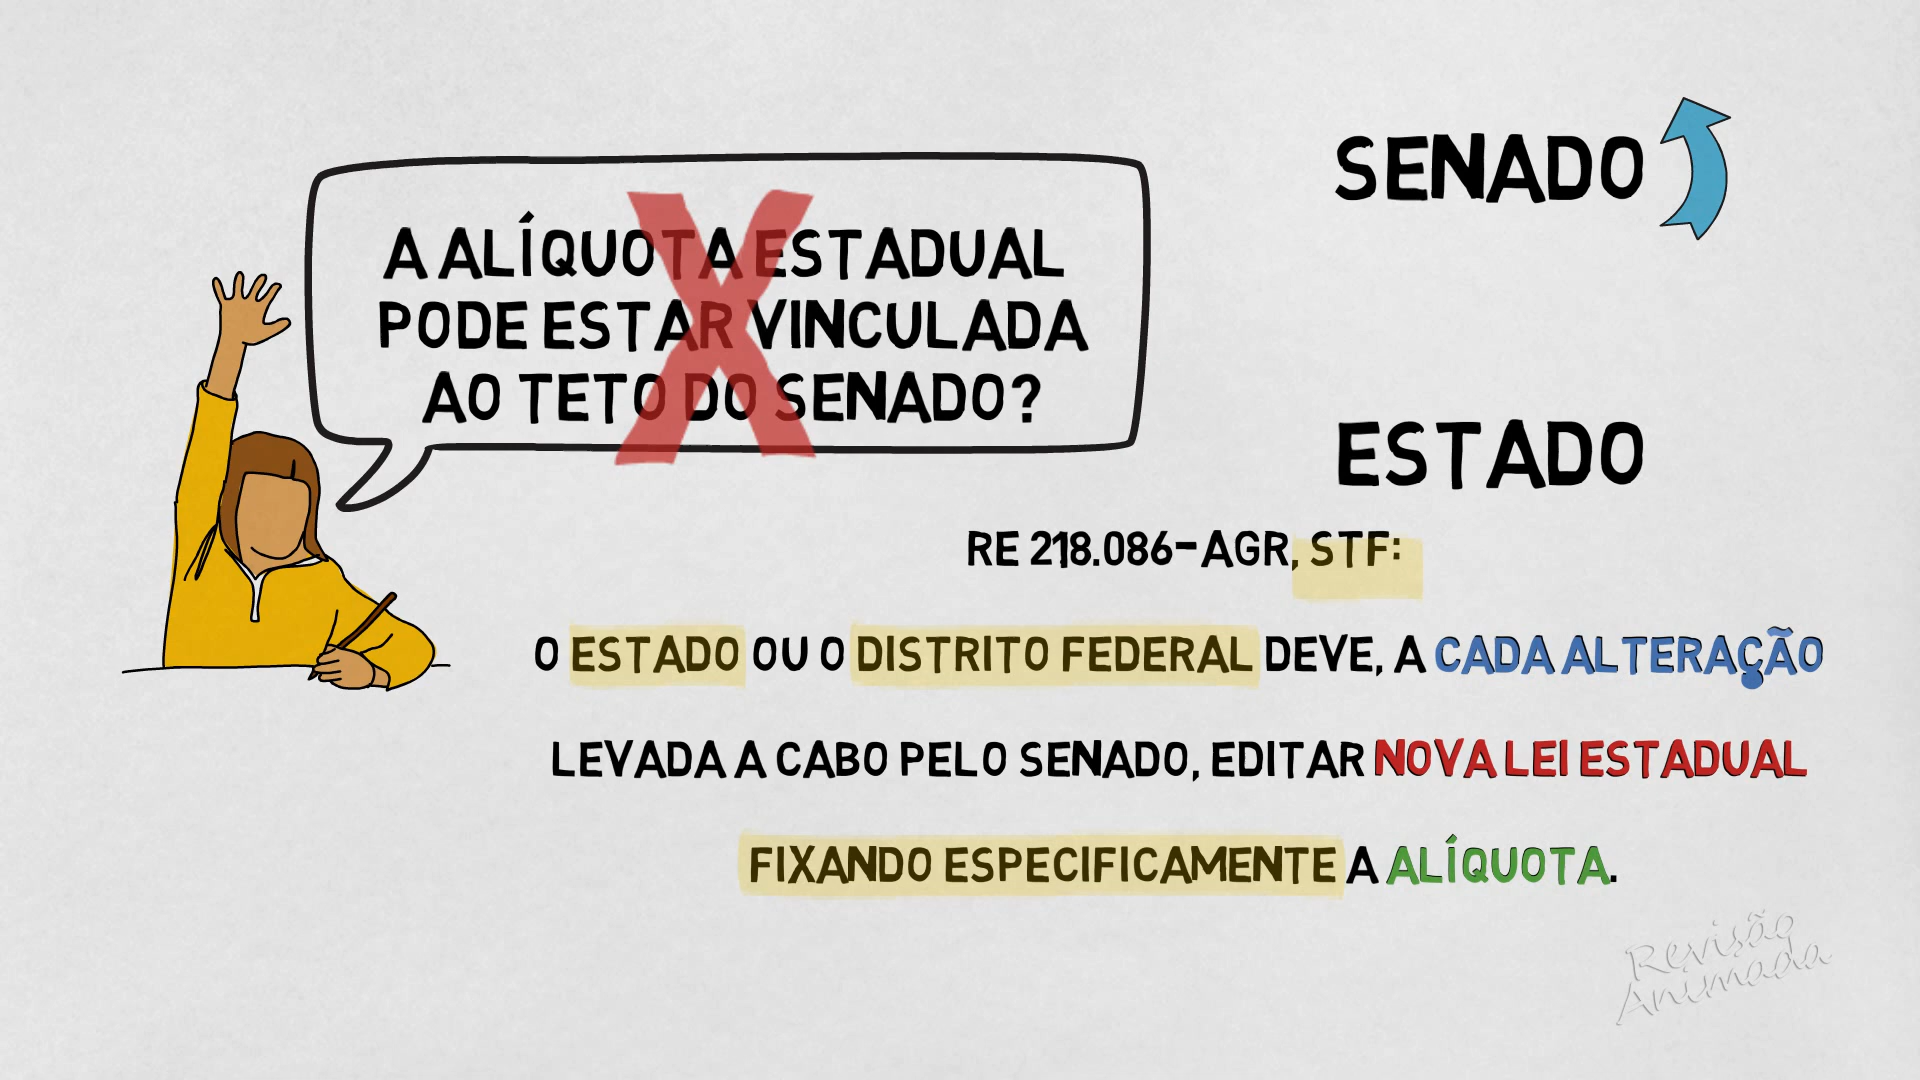 A ALÍQUOTA ESTADUAL
PODE ESTAR VINCULADA
AO TETO DO SENADO?
SENADO
ESTADO
RE 218.086-AGR, STF:
O ESTADO OU O DISTRITO FEDERAL DEVE, A CADA ALTERAÇÃO
LEVADA A CABO PELO SENADO, EDITAR NOVA LEI ESTADUAL
FIXANDO ESPECIFICAMENTE A ALÍQUOTA.
Revisão
Animada